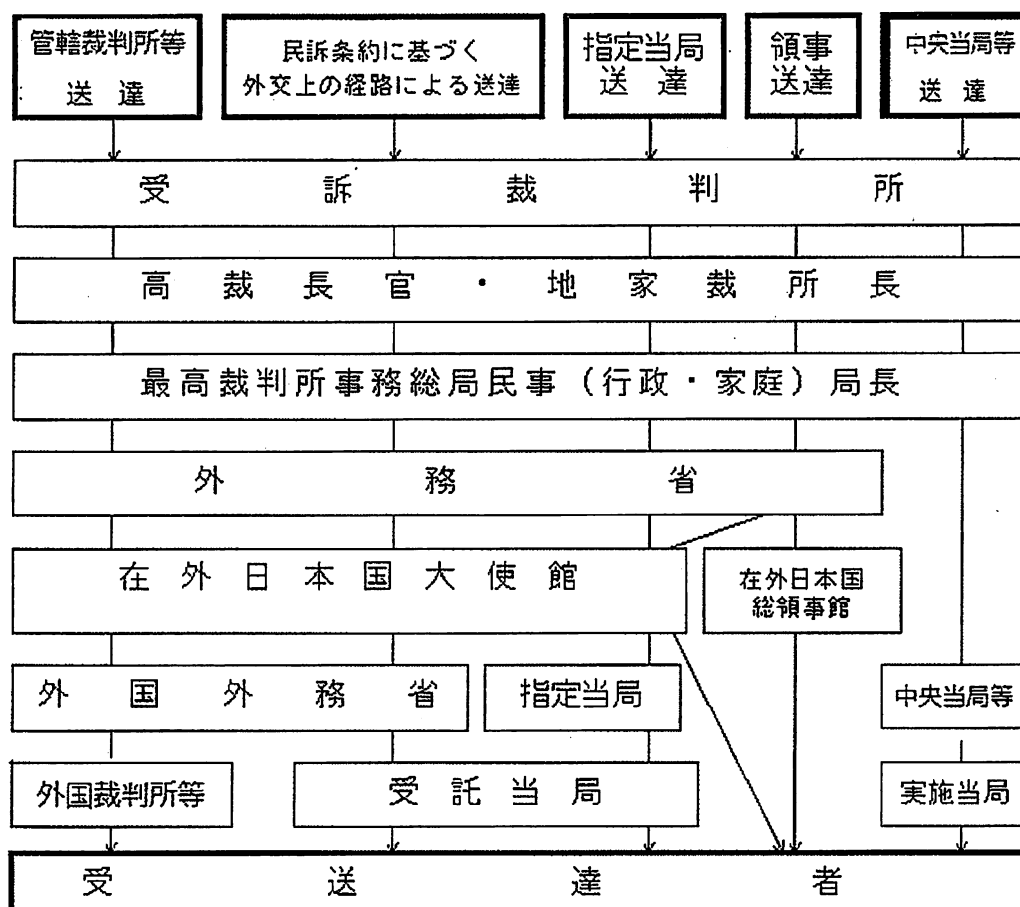 管轄裁判所等
送達
民訴条約に基づく
外交上の経路による送達
指定当局
送達
領事
送達
中央当局等
送達
受訴裁判所
高裁長官・地家裁所長
最高裁判所事務総局民事（行政・家庭）局長
外務省
在外日本国大使館
在外日本国
総領事館
外国外務省
指定当局
中央当局等
外国裁判所等
受託当局
実施当局
受送達者